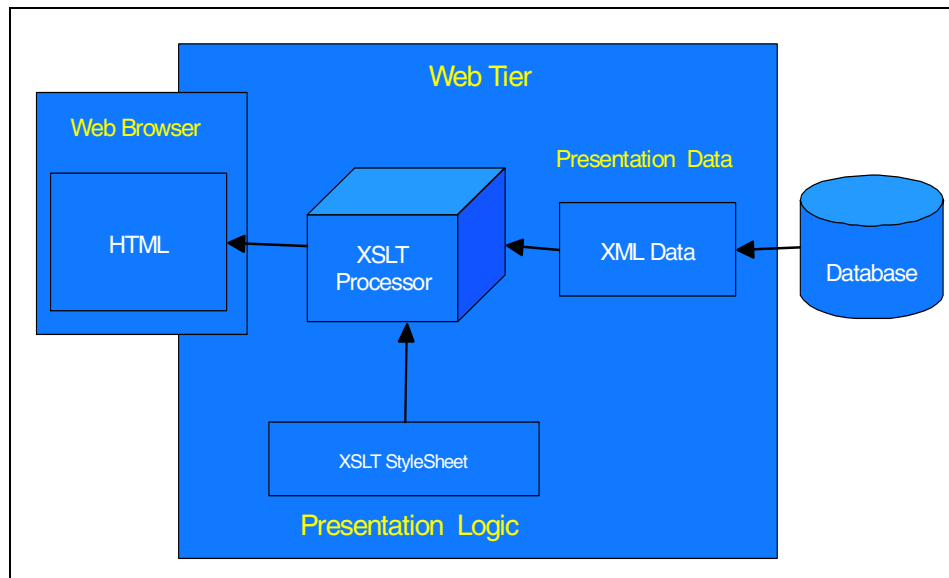 Web Tier
Web Browser
Presentation Data
HTML
XSLT
Processor
XML Data
Database
XSLT StyleSheet
Presentation Logic